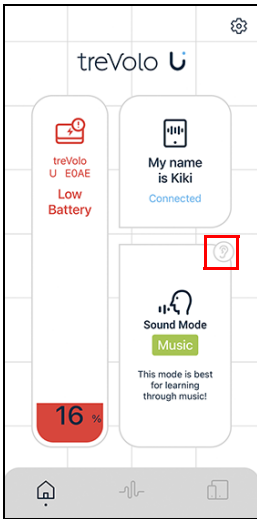 treVolo U
treVolo
U E0AE
Low
Battery
16 %
My name
is Kiki
Connected
Sound Mode
Music
This mode is best
for learning
through music!